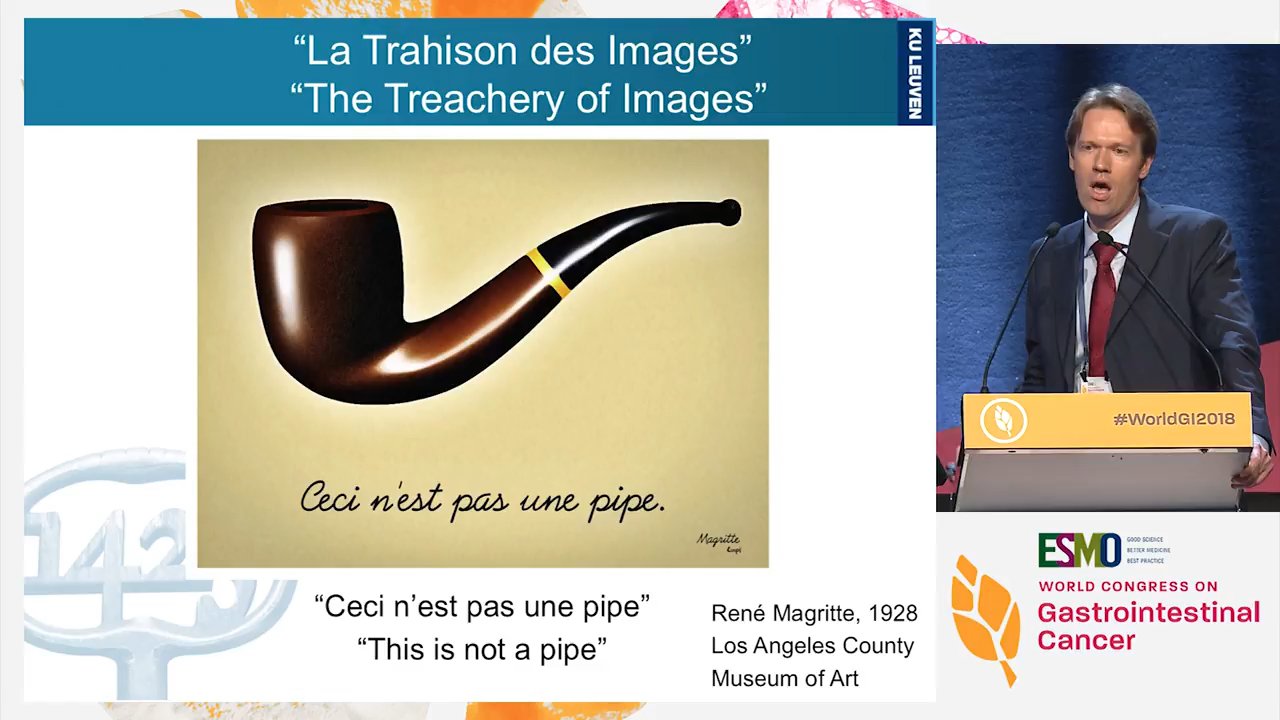 “La Trahison des Images”
“The Treachery of Images”
KU LEUVEN
Ceci n'est pas une pipe.
Magritte
1425
“Ceci n’est pas une pipe”
“This is not a pipe”
René Magritte, 1928
Los Angeles County
Museum of Art
#WorldGI2018
ESMO
GOOD SCIENCE
BETTER MEDICINE
BEST PRACTICE
WORLD CONGRESS ON
Gastrointestinal
Cancer